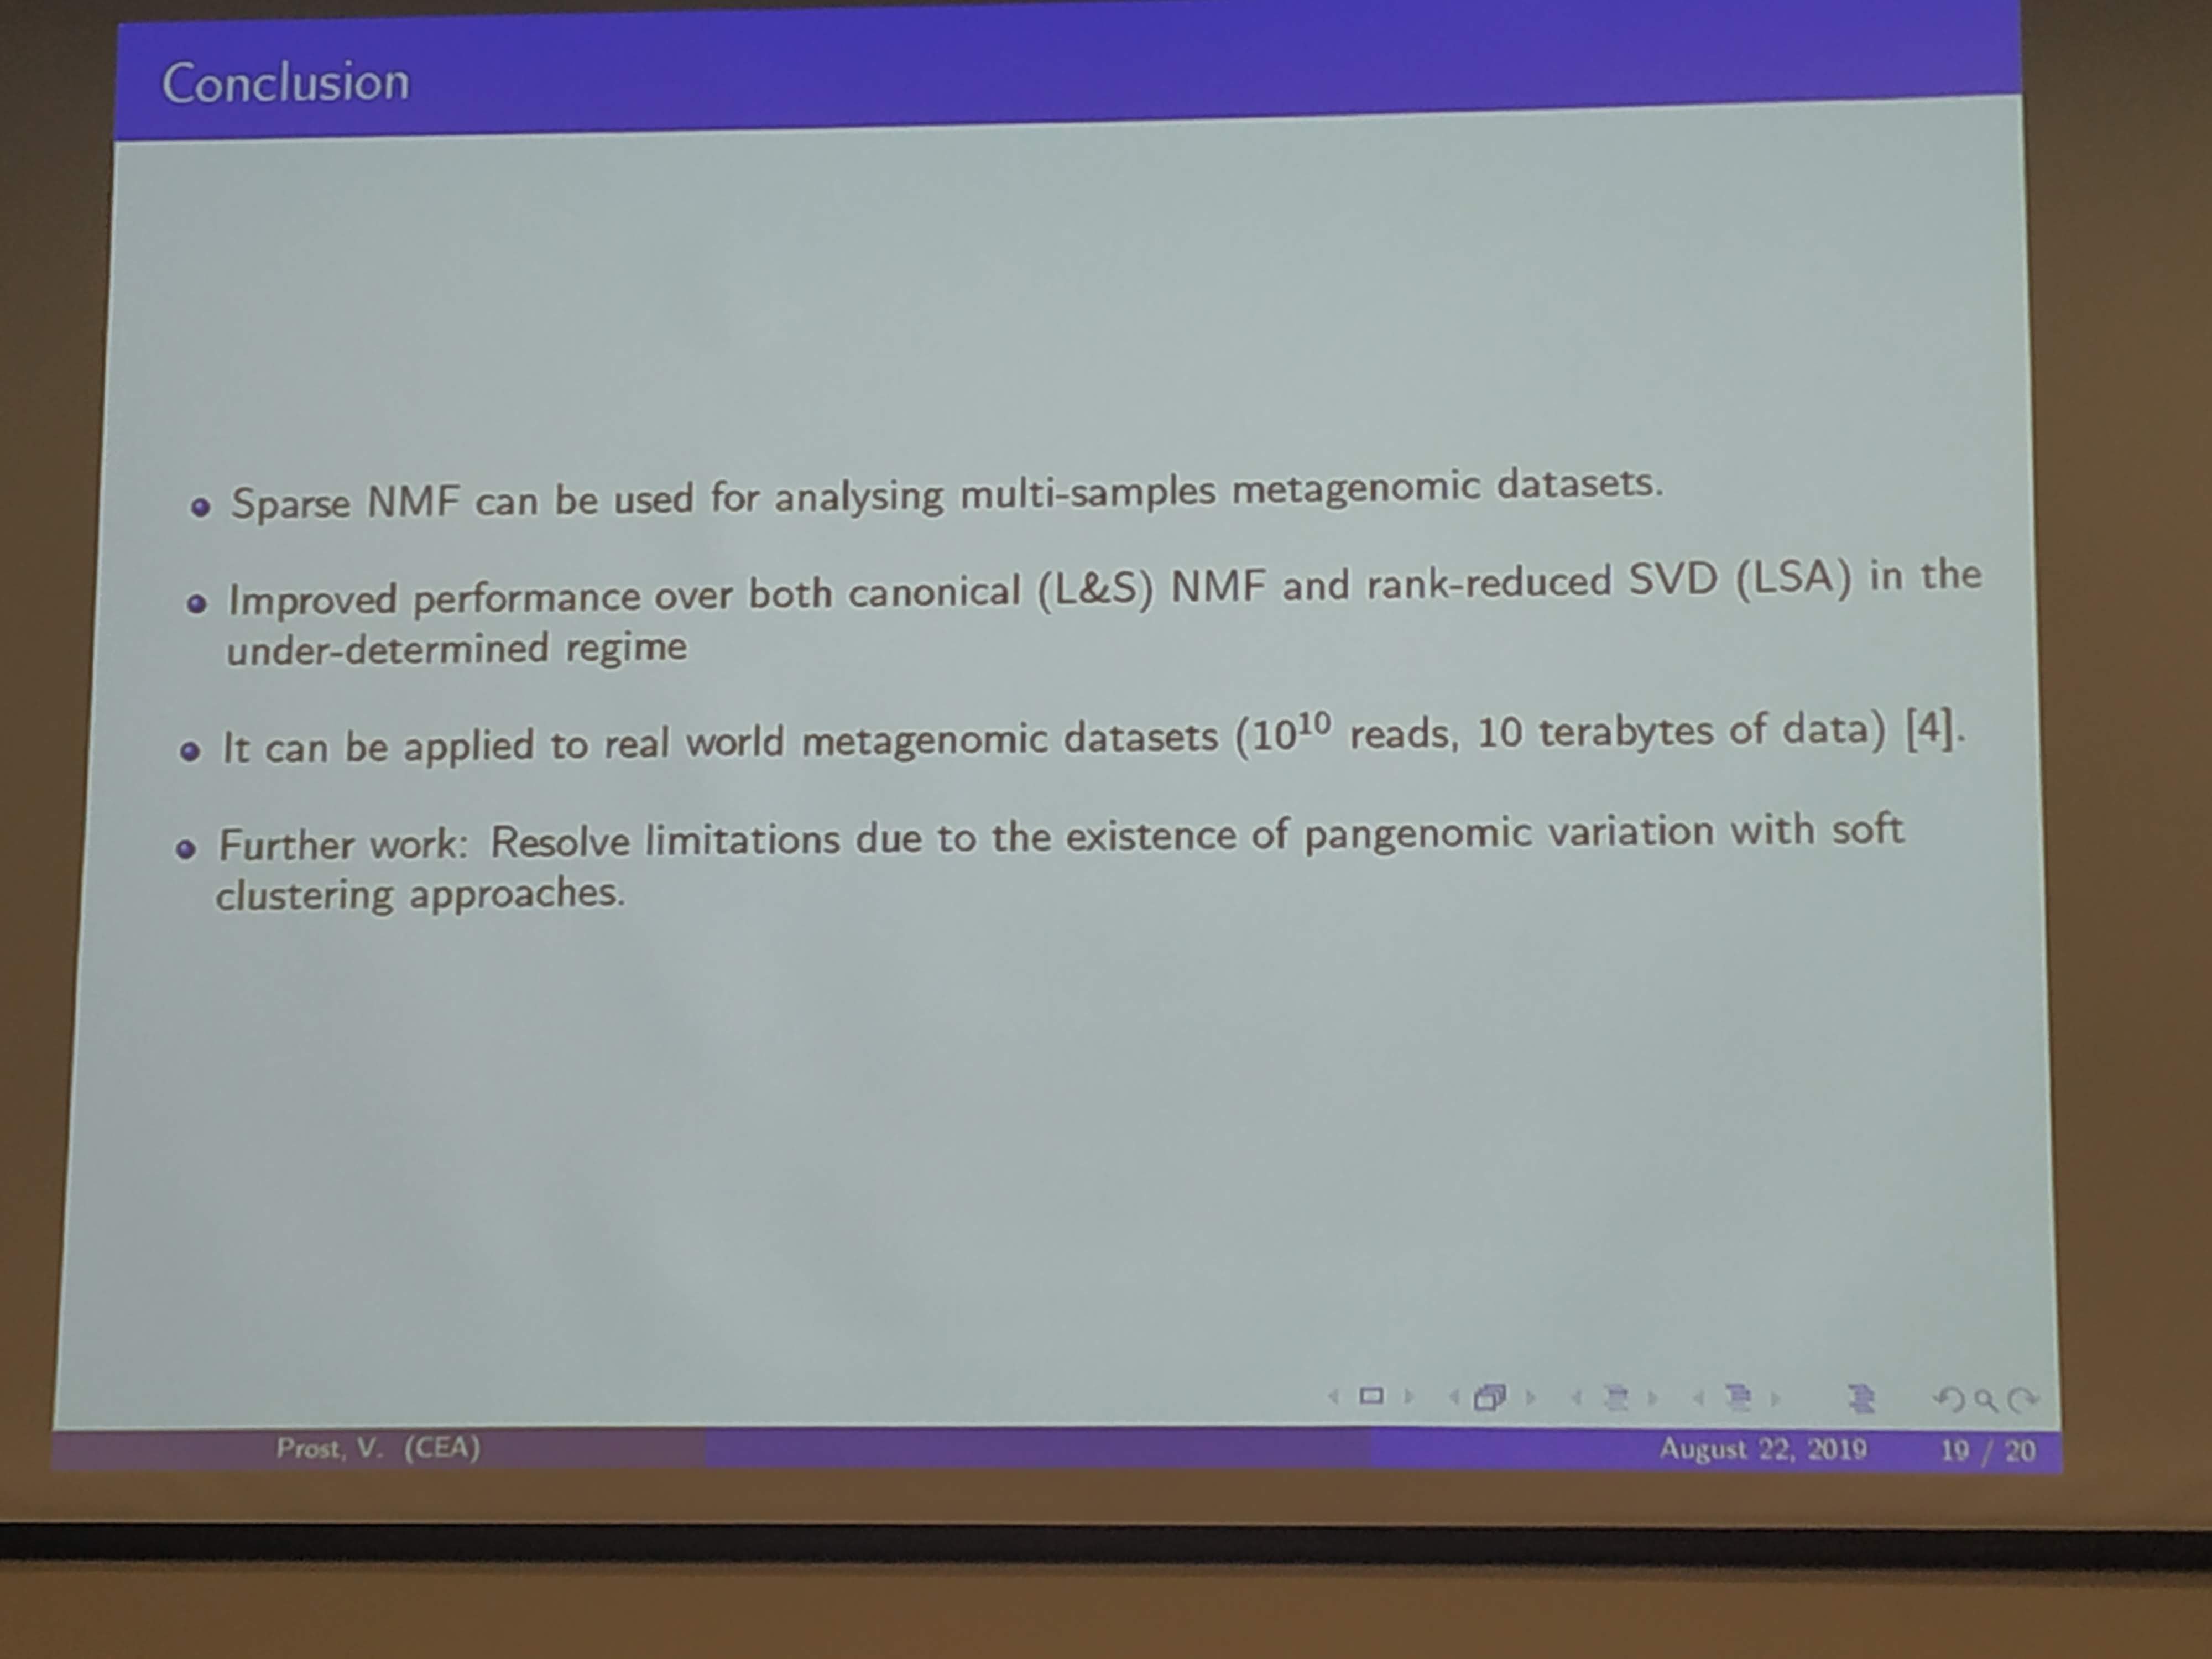 Conclusion
Sparse NMF can be used for analysing multi-samples metagenomic datasets.
Improved performance over both canonical (L&S) NMF and rank-reduced SVD (LSA) in the
under-determined regime
It can be applied to real world metagenomic datasets (10¹⁰ reads, 10 terabytes of data) [4].
Further work: Resolve limitations due to the existence of pangenomic variation with soft
clustering approaches.
Prost, V. (CEA) August 22, 2019 19 / 20